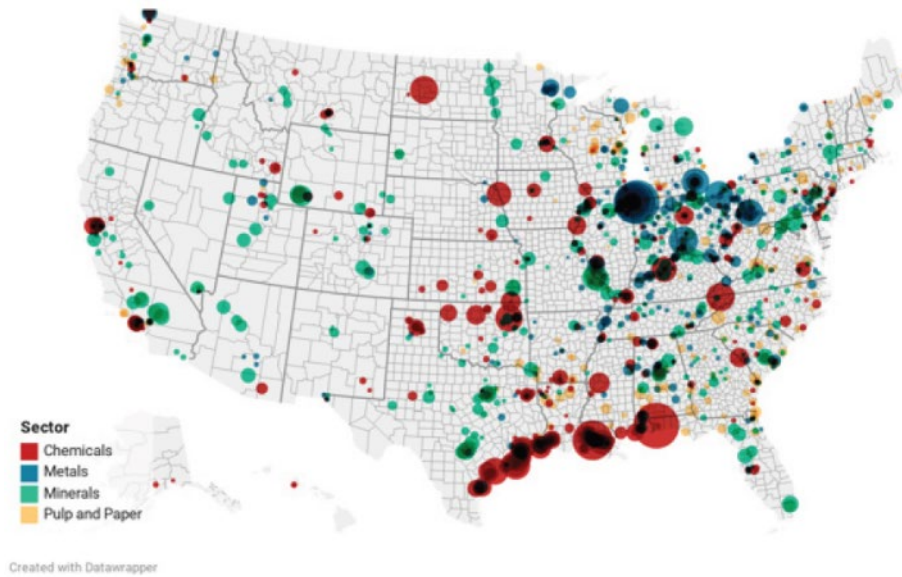 Sector
Chemicals
Metals
Minerals
Pulp and Paper
Created with Datawrapper